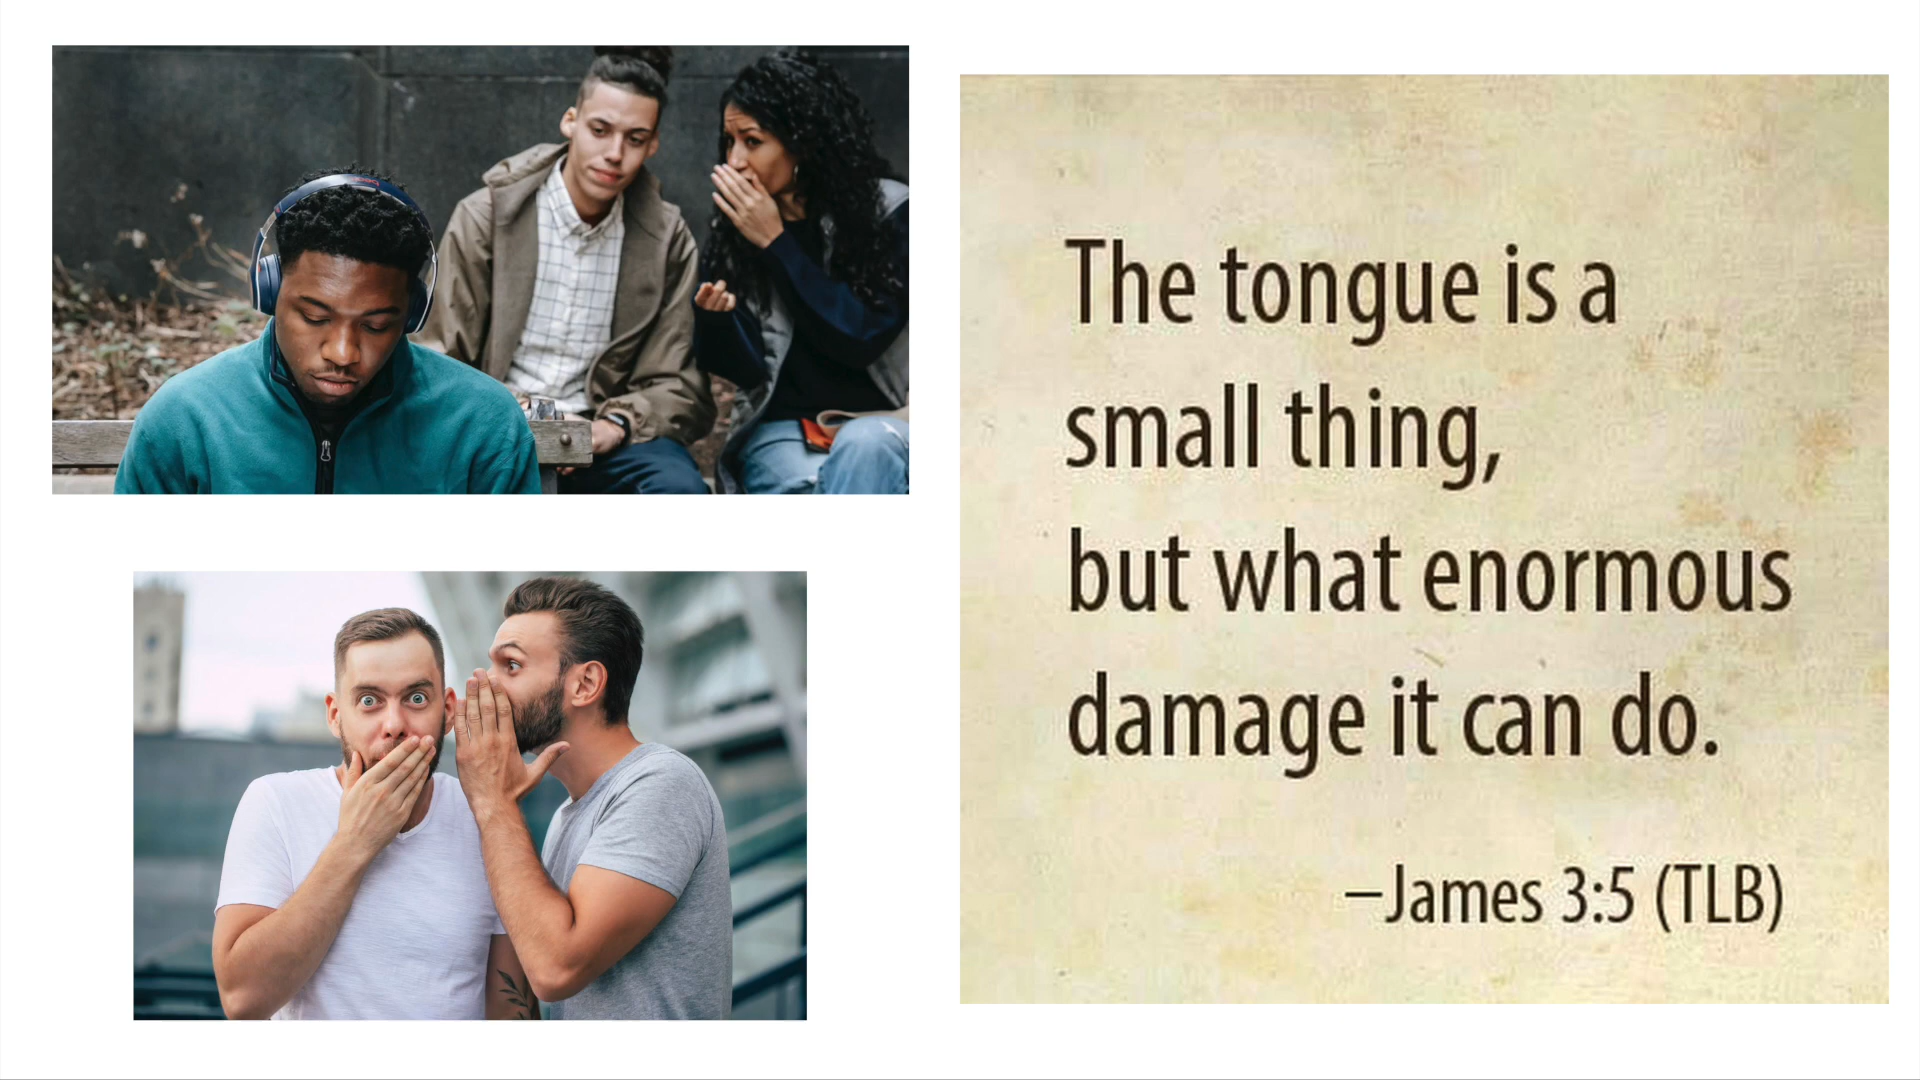 The tongue is a
small thing,
but what enormous
damage it can do.
–James 3:5 (TLB)